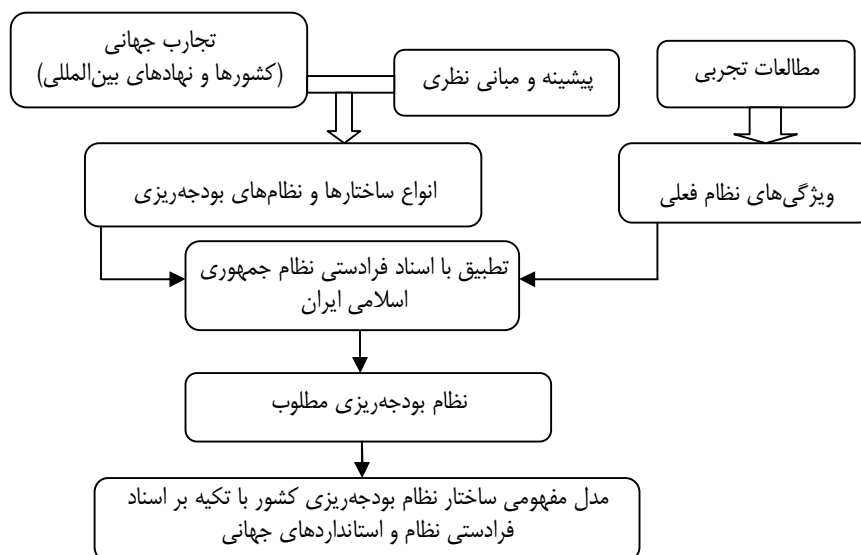 تجارب جهانی
(کشورها و نهادهای بین‌المللی)
پیشینه و مبانی نظری
مطالعات تجربی
انواع ساختارها و نظام‌های بودجه‌ریزی
ویژگی‌های نظام فعلی
تطبیق با اسناد فرادستی نظام جمهوری
اسلامی ایران
نظام بودجه‌ریزی مطلوب
مدل مفهومی ساختار نظام بودجه‌ریزی کشور با تکیه بر اسناد
فرادستی نظام و استانداردهای جهانی